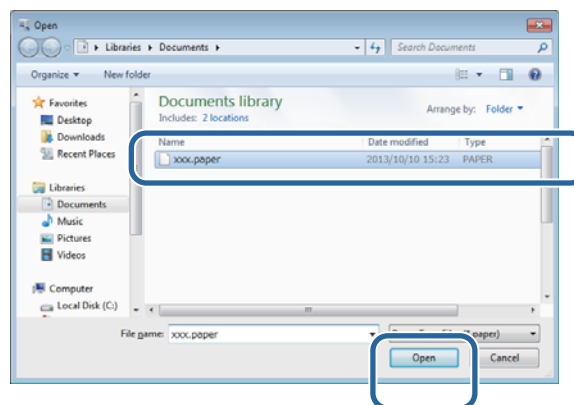 Open
Libraries ▸ Documents ▸
Search Documents
Organize ▾ New folder
Favorites
Desktop
Downloads
Recent Places
Libraries
Documents
Music
Pictures
Videos
Computer
Local Disk (C:)
Documents library
Includes: 2 locations
Arrange by: Folder ▾
Name Date modified Type
xxx.paper 2013/10/10 15:23 PAPER
File name: xxx.paper
paper)
Open Cancel